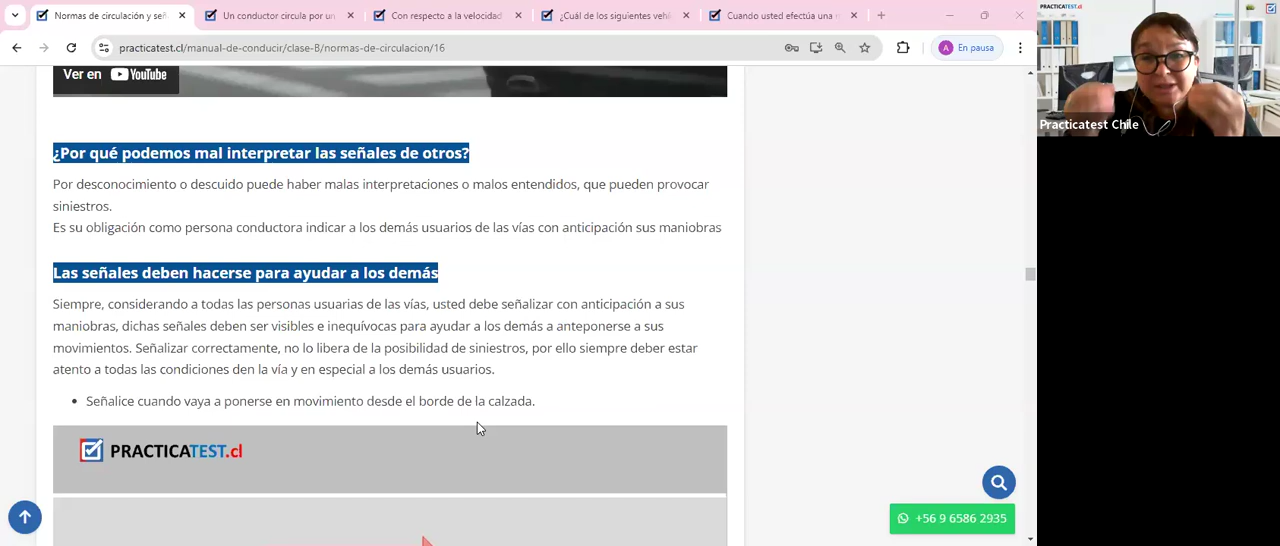 Normas de circulación y señ
Un conductor circula por un
Con respecto a la velocidad
¿Cuál de los siguientes vehí
Cuando usted efectúa una m
practicatest.cl/manual-de-conducir/clase-B/normas-de-circulacion/16
A
En pausa
PRACTICATEST.cl
Practicatest Chile
Ver en YouTube
¿Por qué podemos mal interpretar las señales de otros?
Por desconocimiento o descuido puede haber malas interpretaciones o malos entendidos, que pueden provocar
siniestros.
Es su obligación como persona conductora indicar a los demás usuarios de las vías con anticipación sus maniobras
Las señales deben hacerse para ayudar a los demás
Siempre, considerando a todas las personas usuarias de las vías, usted debe señalizar con anticipación a sus
maniobras, dichas señales deben ser visibles e inequívocas para ayudar a los demás a anteponerse a sus
movimientos. Señalizar correctamente, no lo libera de la posibilidad de siniestros, por ello siempre deber estar
atento a todas las condiciones den la vía y en especial a los demás usuarios.
• Señalice cuando vaya a ponerse en movimiento desde el borde de la calzada.
PRACTICATEST.cl
+56 9 6586 2935